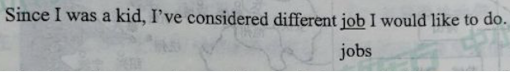 Since I was a kid, I've considered different job I would like to do.
jobs